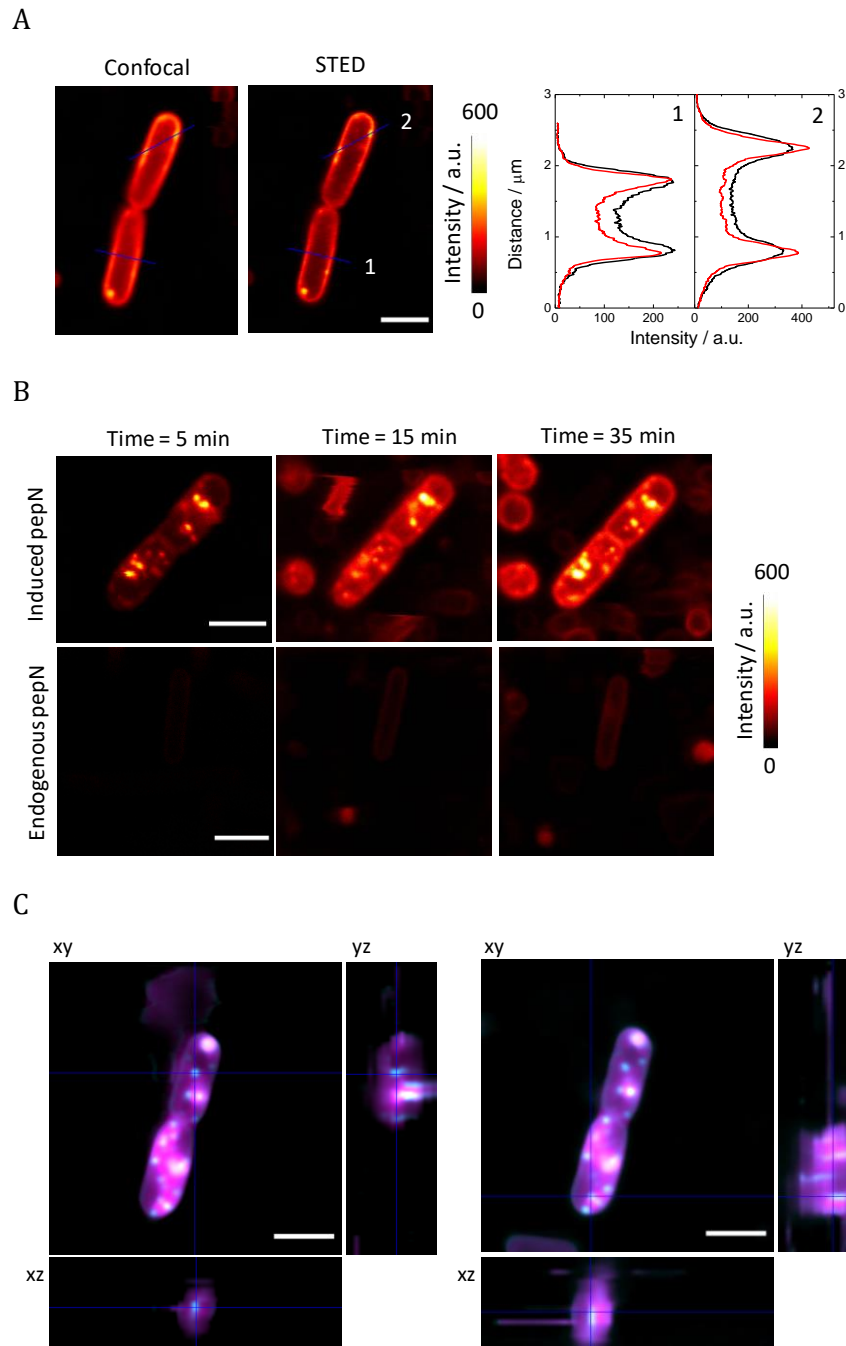 A
Confocal STED
2
1
600
Intensity / a.u.
0
Distance / μm
3
2
1
0
1 2
3
2
1
0
0 100 200 0 200 400
Intensity / a.u.
B
Time = 5 min Time = 15 min Time = 35 min
Induced pepN
Endogenous pepN
600
Intensity / a.u.
0
C
xy yz xy yz
xz xz